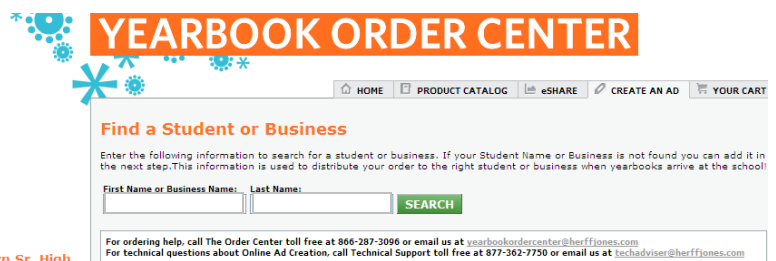 YEARBOOK ORDER CENTER
HOME PRODUCT CATALOG eSHARE CREATE AN AD YOUR CART
Find a Student or Business
Enter the following information to search for a student or business. If your Student Name or Business is not found you can add it in
the next step.This information is used to distribute your order to the right student or business when yearbooks arrive at the school!
First Name or Business Name: Last Name:
SEARCH
For ordering help, call The Order Center toll free at 866-287-3096 or email us at yearbookordercenter@herffjones.com
For technical questions about Online Ad Creation, call Technical Support toll free at 877-362-7750 or email us at techadviser@herffjones.com
Sr. High